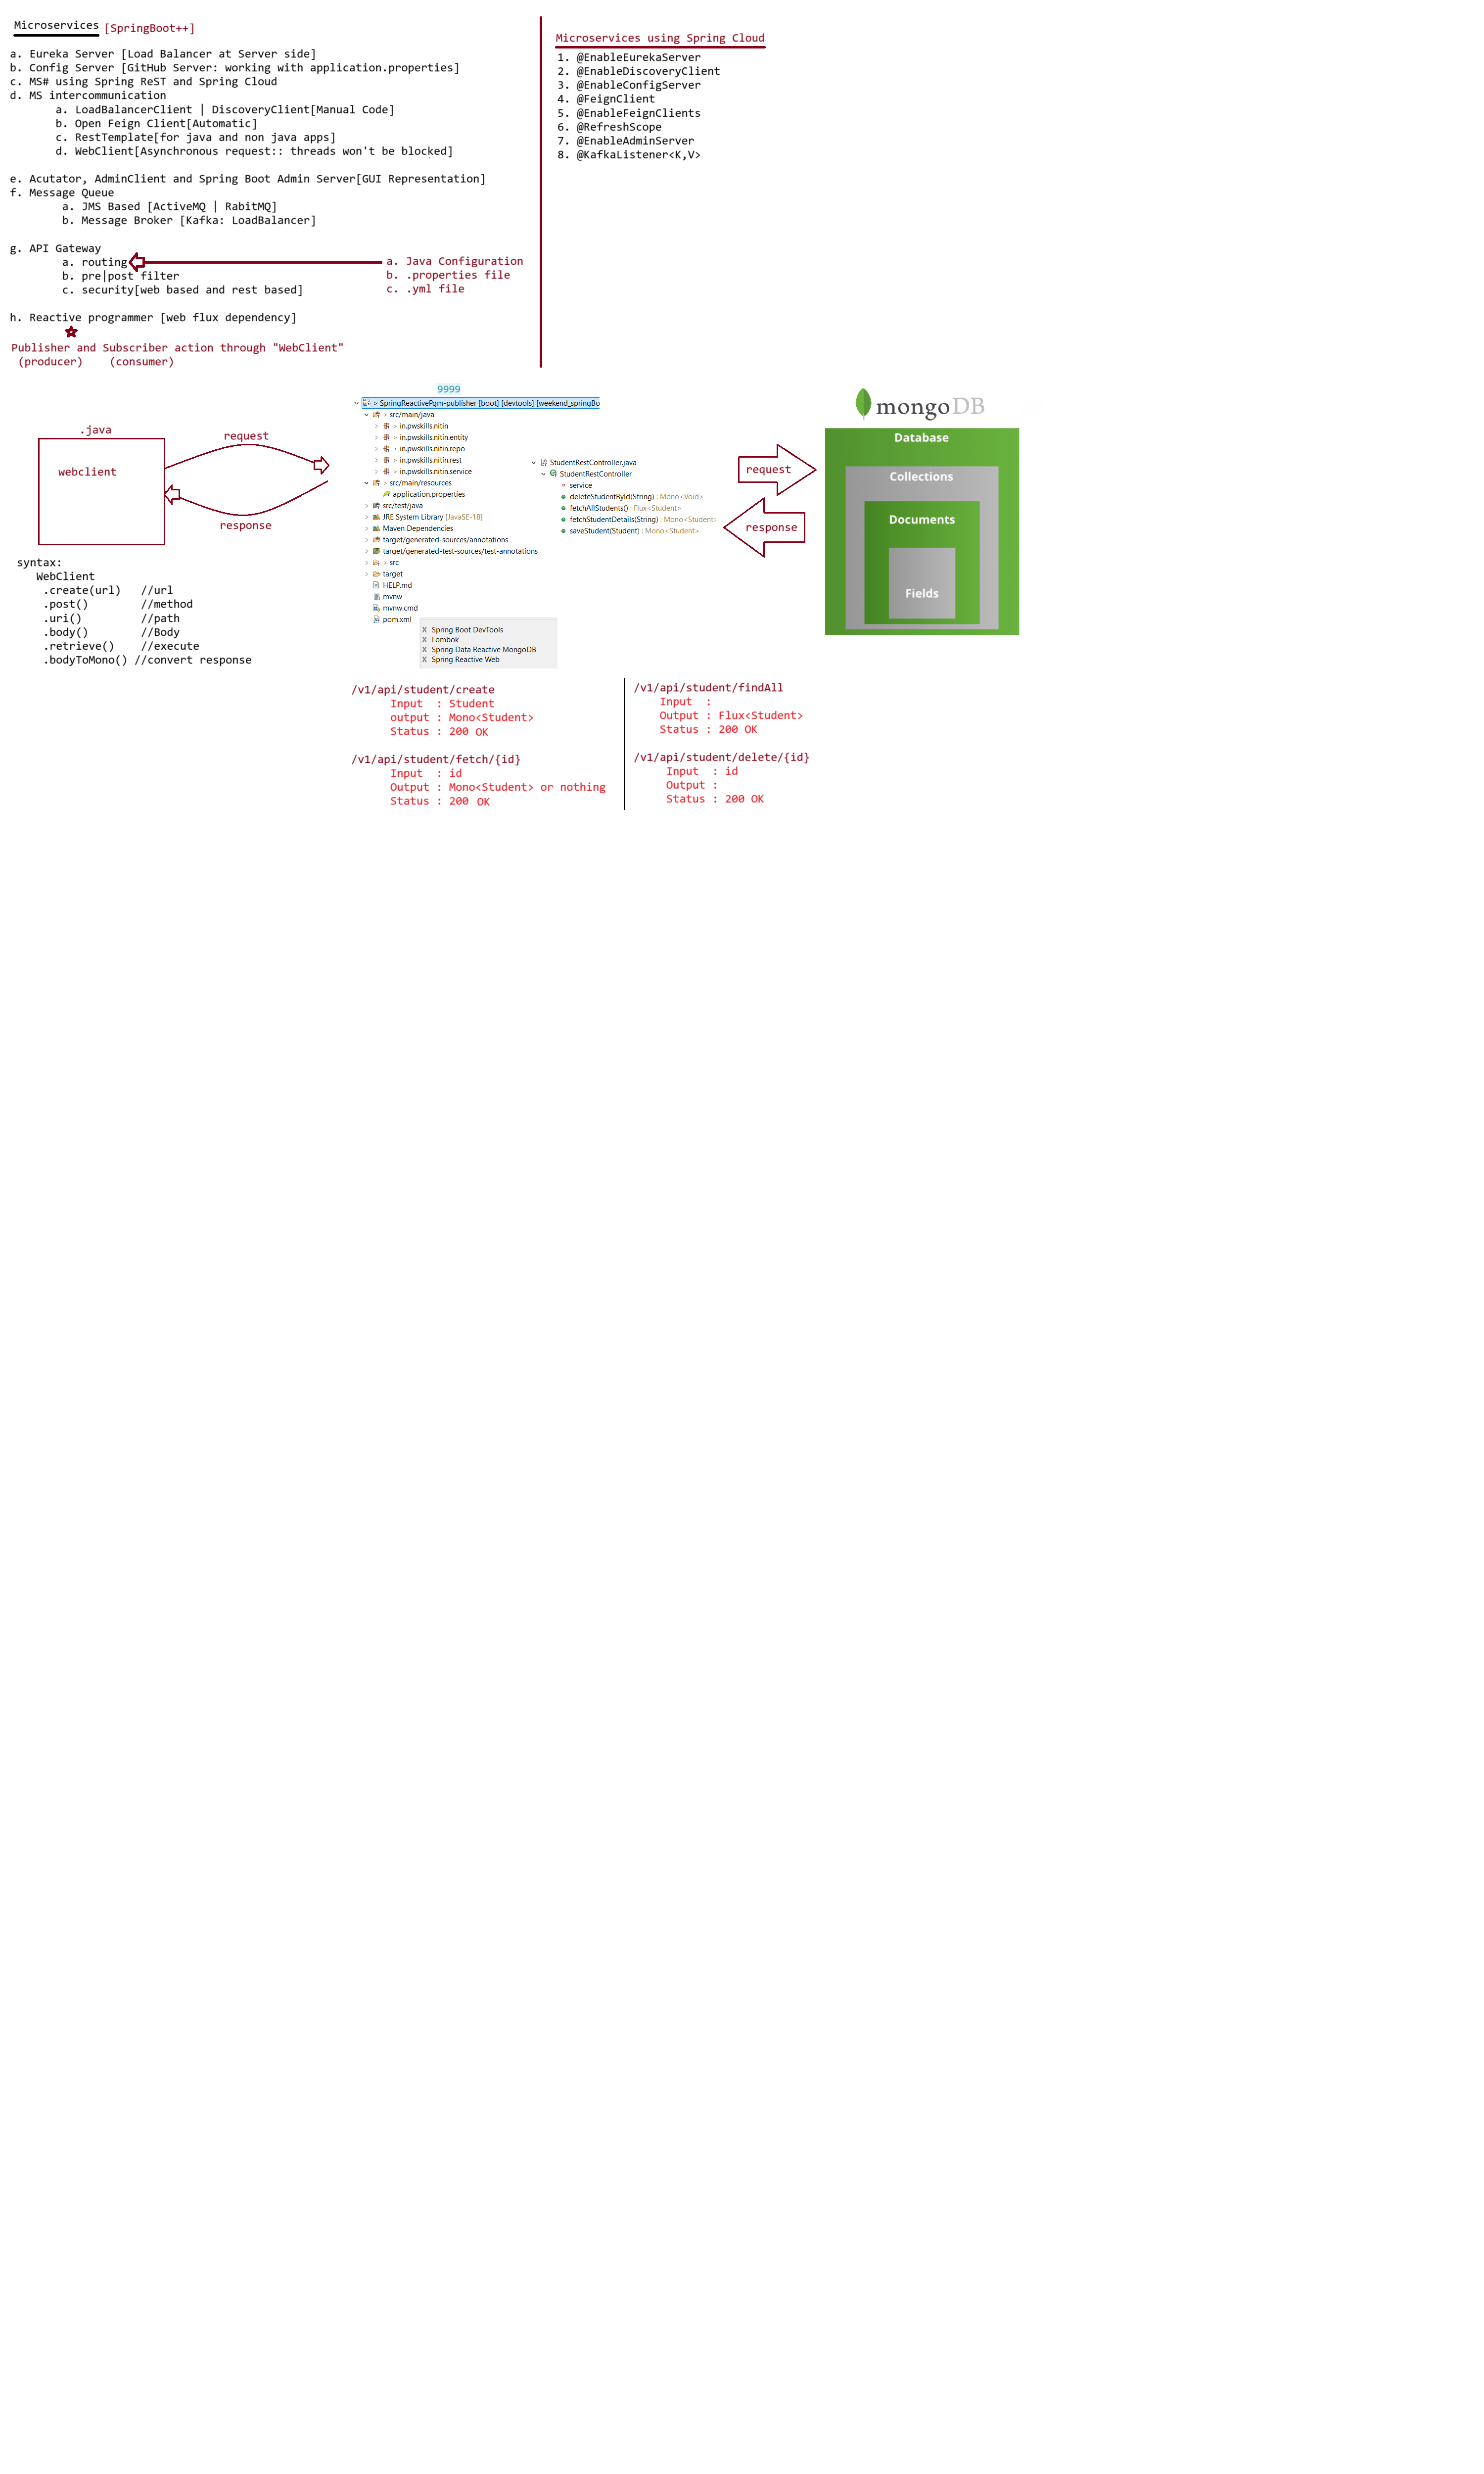 Microservices [SpringBoot++]
a. Eureka Server [Load Balancer at Server side]
b. Config Server [GitHub Server: working with application.properties]
c. MS# using Spring ReST and Spring Cloud
d. MS intercommunication
a. LoadBalancerClient | DiscoveryClient[Manual Code]
b. Open Feign Client[Automatic]
c. RestTemplate[for java and non java apps]
d. WebClient[Asynchronous request:: threads won't be blocked]
e. Acutator, AdminClient and Spring Boot Admin Server[GUI Representation]
f. Message Queue
a. JMS Based [ActiveMQ | RabitMQ]
b. Message Broker [Kafka: LoadBalancer]
g. API Gateway
a. routing
b. pre|post filter
c. security[web based and rest based]
a. Java Configuration
b. .properties file
c. .yml file
h. Reactive programmer [web flux dependency]
Publisher and Subscriber action through "WebClient"
(producer) (consumer)
Microservices using Spring Cloud
1. @EnableEurekaServer
2. @EnableDiscoveryClient
3. @EnableConfigServer
4. @FeignClient
5. @EnableFeignClients
6. @RefreshScope
7. @EnableAdminServer
8. @KafkaListener<K,V>
.java
webclient
request
response
syntax:
WebClient
.create(url) //url
.post() //method
.uri() //path
.body() //Body
.retrieve() //execute
.bodyToMono() //convert response
9999
> SpringReactivePgm-publisher [boot] [devtools] [weekend_springBo
> src/main/java
> in.pwskills.nitin
> in.pwskills.nitin.entity
> in.pwskills.nitin.repo
> in.pwskills.nitin.rest
> in.pwskills.nitin.service
> src/main/resources
application.properties
src/test/java
JRE System Library [JavaSE-18]
Maven Dependencies
target/generated-sources/annotations
target/generated-test-sources/test-annotations
> src
target
HELP.md
mvnw
mvnw.cmd
pom.xml
X Spring Boot DevTools
X Lombok
X Spring Data Reactive MongoDB
X Spring Reactive Web
StudentRestController.java
StudentRestController
service
deleteStudentById(String) : Mono<Void>
fetchAllStudents() : Flux<Student>
fetchStudentDetails(String) : Mono<Student>
saveStudent(Student) : Mono<Student>
request
response
mongoDB
Database
Collections
Documents
Fields
/v1/api/student/create
Input : Student
output : Mono<Student>
Status : 200 OK
/v1/api/student/fetch/{id}
Input : id
Output : Mono<Student> or nothing
Status : 200 OK
/v1/api/student/findAll
Input :
Output : Flux<Student>
Status : 200 OK
/v1/api/student/delete/{id}
Input : id
Output :
Status : 200 OK